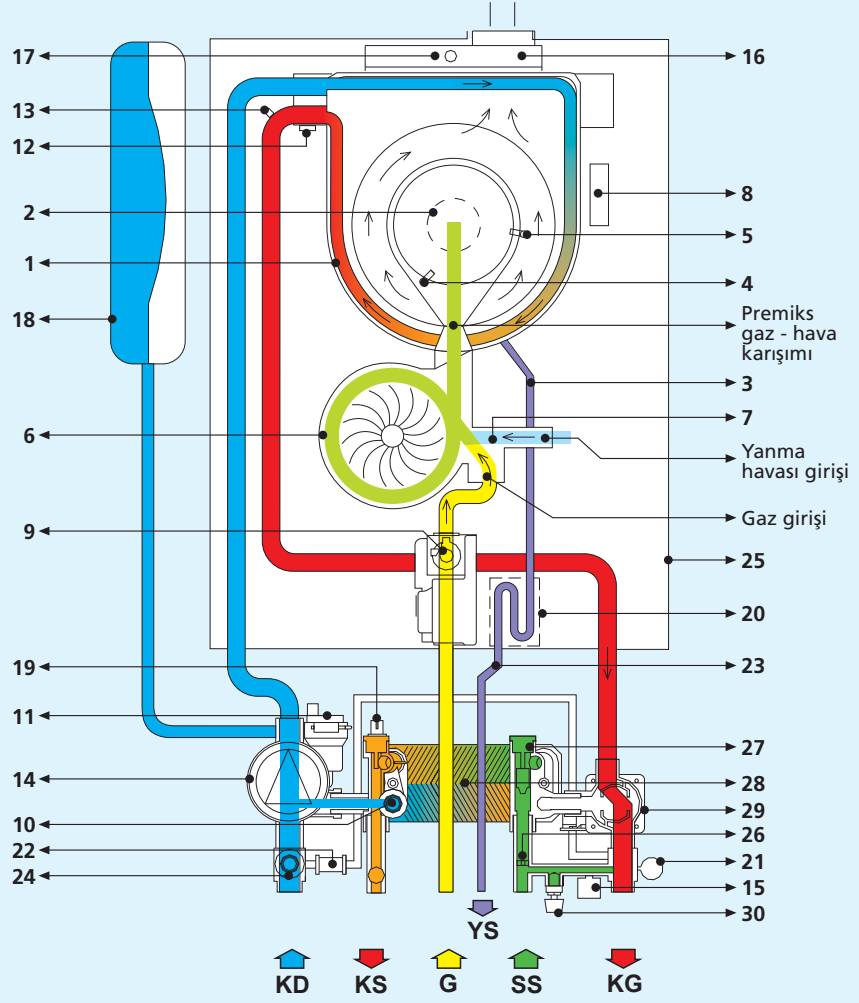 17
13
12
2
1
18
6
9
19
11
14
10
22
24
16
8
5
4
Premiks
gaz - hava
karışımı
3
7
Yanma
havası girişi
Gaz girişi
25
20
23
27
28
29
26
21
15
30
YS
KD
KS
G
SS
KG